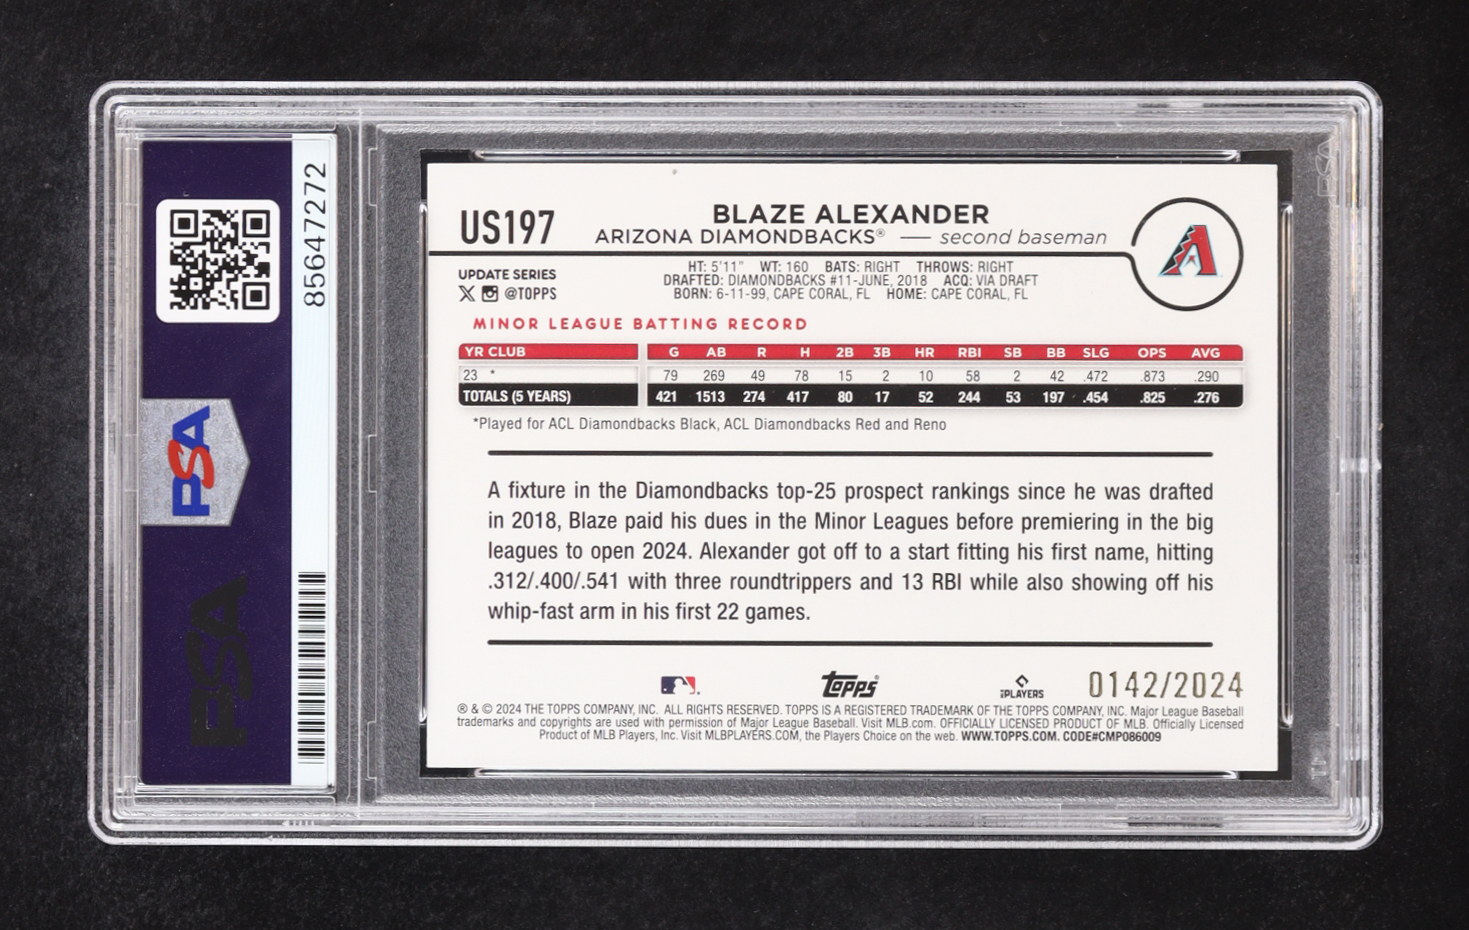 85647272
PSA
PSA
US197
BLAZE ALEXANDER
ARIZONA DIAMONDBACKS® — second baseman
UPDATE SERIES
@TOPPS
HT: 5'11" WT: 160 BATS: RIGHT THROWS: RIGHT
DRAFTED: DIAMONDBACKS #11-JUNE, 2018 ACQ: VIA DRAFT
BORN: 6-11-99, CAPE CORAL, FL HOME: CAPE CORAL, FL
MINOR LEAGUE BATTING RECORD
YR CLUB G AB R H 2B 3B HR RBI SB BB SLG OPS AVG
23 * 79 269 49 78 15 2 10 58 2 42 .472 .873 .290
TOTALS (5 YEARS) 421 1513 274 417 80 17 52 244 53 197 .454 .825 .276
*Played for ACL Diamondbacks Black, ACL Diamondbacks Red and Reno
A fixture in the Diamondbacks top-25 prospect rankings since he was drafted
in 2018, Blaze paid his dues in the Minor Leagues before premiering in the big
leagues to open 2024. Alexander got off to a start fitting his first name, hitting
.312/.400/.541 with three roundtrippers and 13 RBI while also showing off his
whip-fast arm in his first 22 games.
Topps® PLAYERS 0142/2024
® & © 2024 THE TOPPS COMPANY, INC. ALL RIGHTS RESERVED. TOPPS IS A REGISTERED TRADEMARK OF THE TOPPS COMPANY, INC. Major League Baseball
trademarks and copyrights are used with permission of Major League Baseball. Visit MLB.com. OFFICIALLY LICENSED PRODUCT OF MLB. Officially Licensed
Product of MLB Players, Inc. Visit MLBPLAYERS.COM, the Players Choice on the web. WWW.TOPPS.COM. CODE#CMP086009